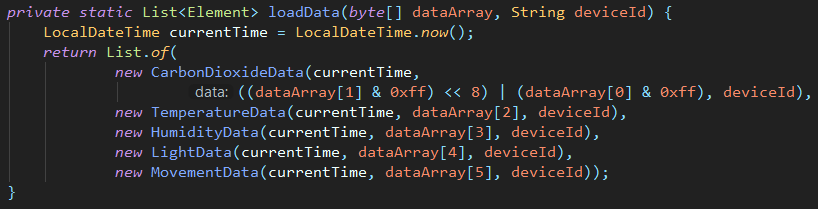 private static List<Element> loadData(byte[] dataArray, String deviceId) {
    LocalDateTime currentTime = LocalDateTime.now();
    return List.of(
            new CarbonDioxideData(currentTime,
                    data: ((dataArray[1] & 0xff) << 8) | (dataArray[0] & 0xff), deviceId),
            new TemperatureData(currentTime, dataArray[2], deviceId),
            new HumidityData(currentTime, dataArray[3], deviceId),
            new LightData(currentTime, dataArray[4], deviceId),
            new MovementData(currentTime, dataArray[5], deviceId));
}